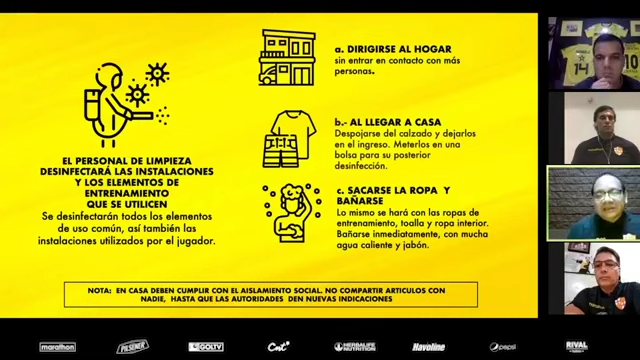 EL PERSONAL DE LIMPIEZA
DESINFECTARÁ LAS INSTALACIONES
Y LOS ELEMENTOS DE
ENTRENAMIENTO
QUE SE UTILICEN
Se desinfectarán todos los elementos
de uso común, así también las
instalaciones utilizados por el jugador.
a. DIRIGIRSE AL HOGAR
sin entrar en contacto con más
personas.
b.- AL LLEGAR A CASA
Despojarse del calzado y dejarlos
en el ingreso. Meterlos en una
bolsa para su posterior
desinfección.
c. SACARSE LA ROPA Y
BAÑARSE
Lo mismo se hará con las ropas de
entrenamiento, toalla y ropa interior.
Bañarse inmediatamente, con mucha
agua caliente y jabón.
NOTA: EN CASA DEBEN CUMPLIR CON EL AISLAMIENTO SOCIAL. NO COMPARTIR ARTICULOS CON
NADIE, HASTA QUE LAS AUTORIDADES DEN NUEVAS INDICACIONES
marathon
PILSENER
GOLTV
Cnt
HERBALIFE
NUTRITION
Havoline
pepsi
RIVAL
14
10